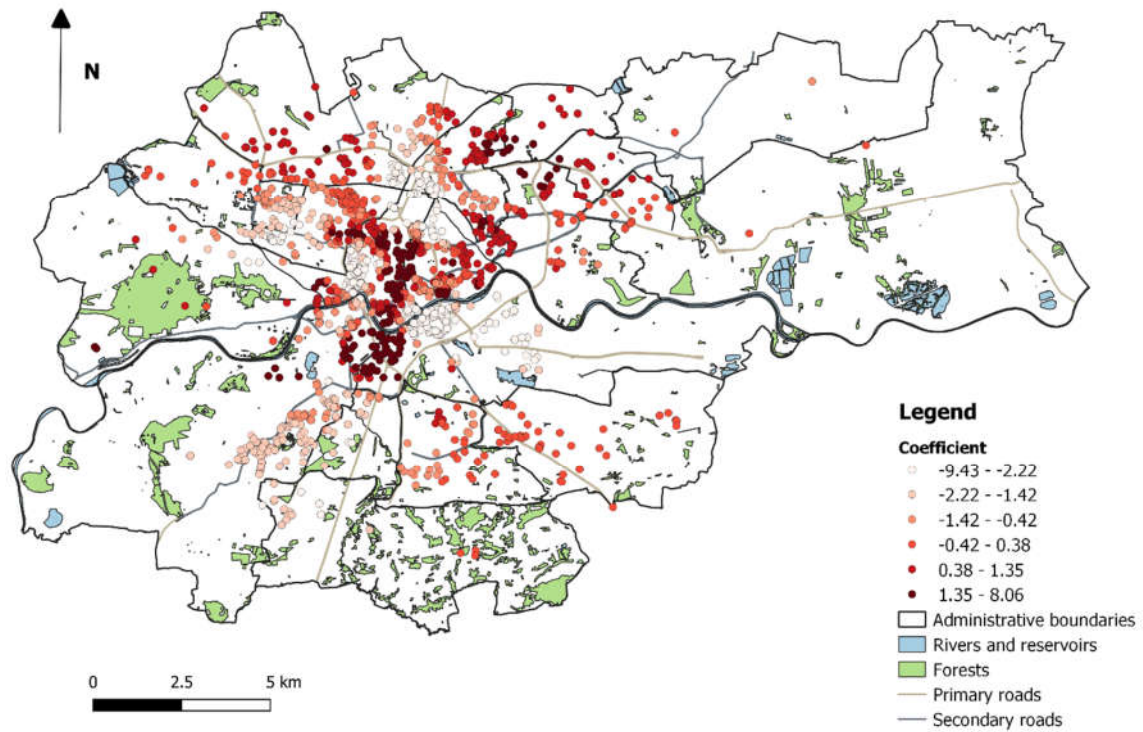 N
Legend
Coefficient
-9.43 - -2.22
-2.22 - -1.42
-1.42 - -0.42
-0.42 - 0.38
0.38 - 1.35
1.35 - 8.06
Administrative boundaries
Rivers and reservoirs
Forests
Primary roads
Secondary roads
0 2.5 5 km